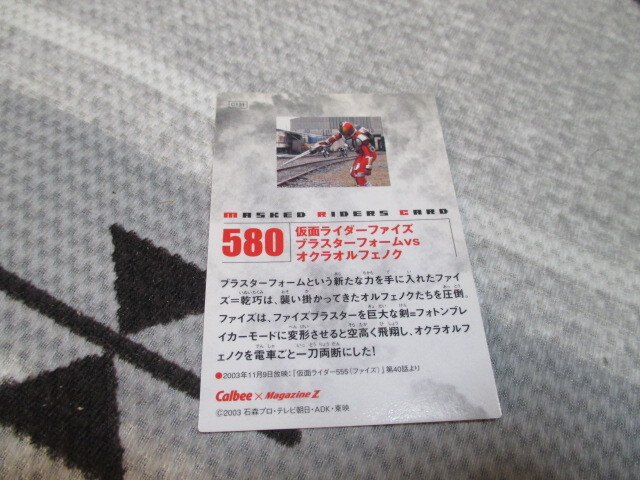 MASKED RIDERS CARD
580
仮面ライダーファイズ
ブラスターフォームvs
オクラオルフェノク
ブラスターフォームという新たな力を手に入れたファイ
ズ=乾巧は、襲い掛かってきたオルフェノクたちを圧倒。
ファイズは、ファイズブラスターを巨大な剣=フォトンブレ
イカーモードに変形させると空高く飛翔し、オクラオルフ
ェノクを電車ごと一刀両断にした!
●2003年11月9日放映:「仮面ライダー555(ファイズ)」第40話より
Calbee × Magazine Z
©2003 石森プロ・テレビ朝日・ADK・東映